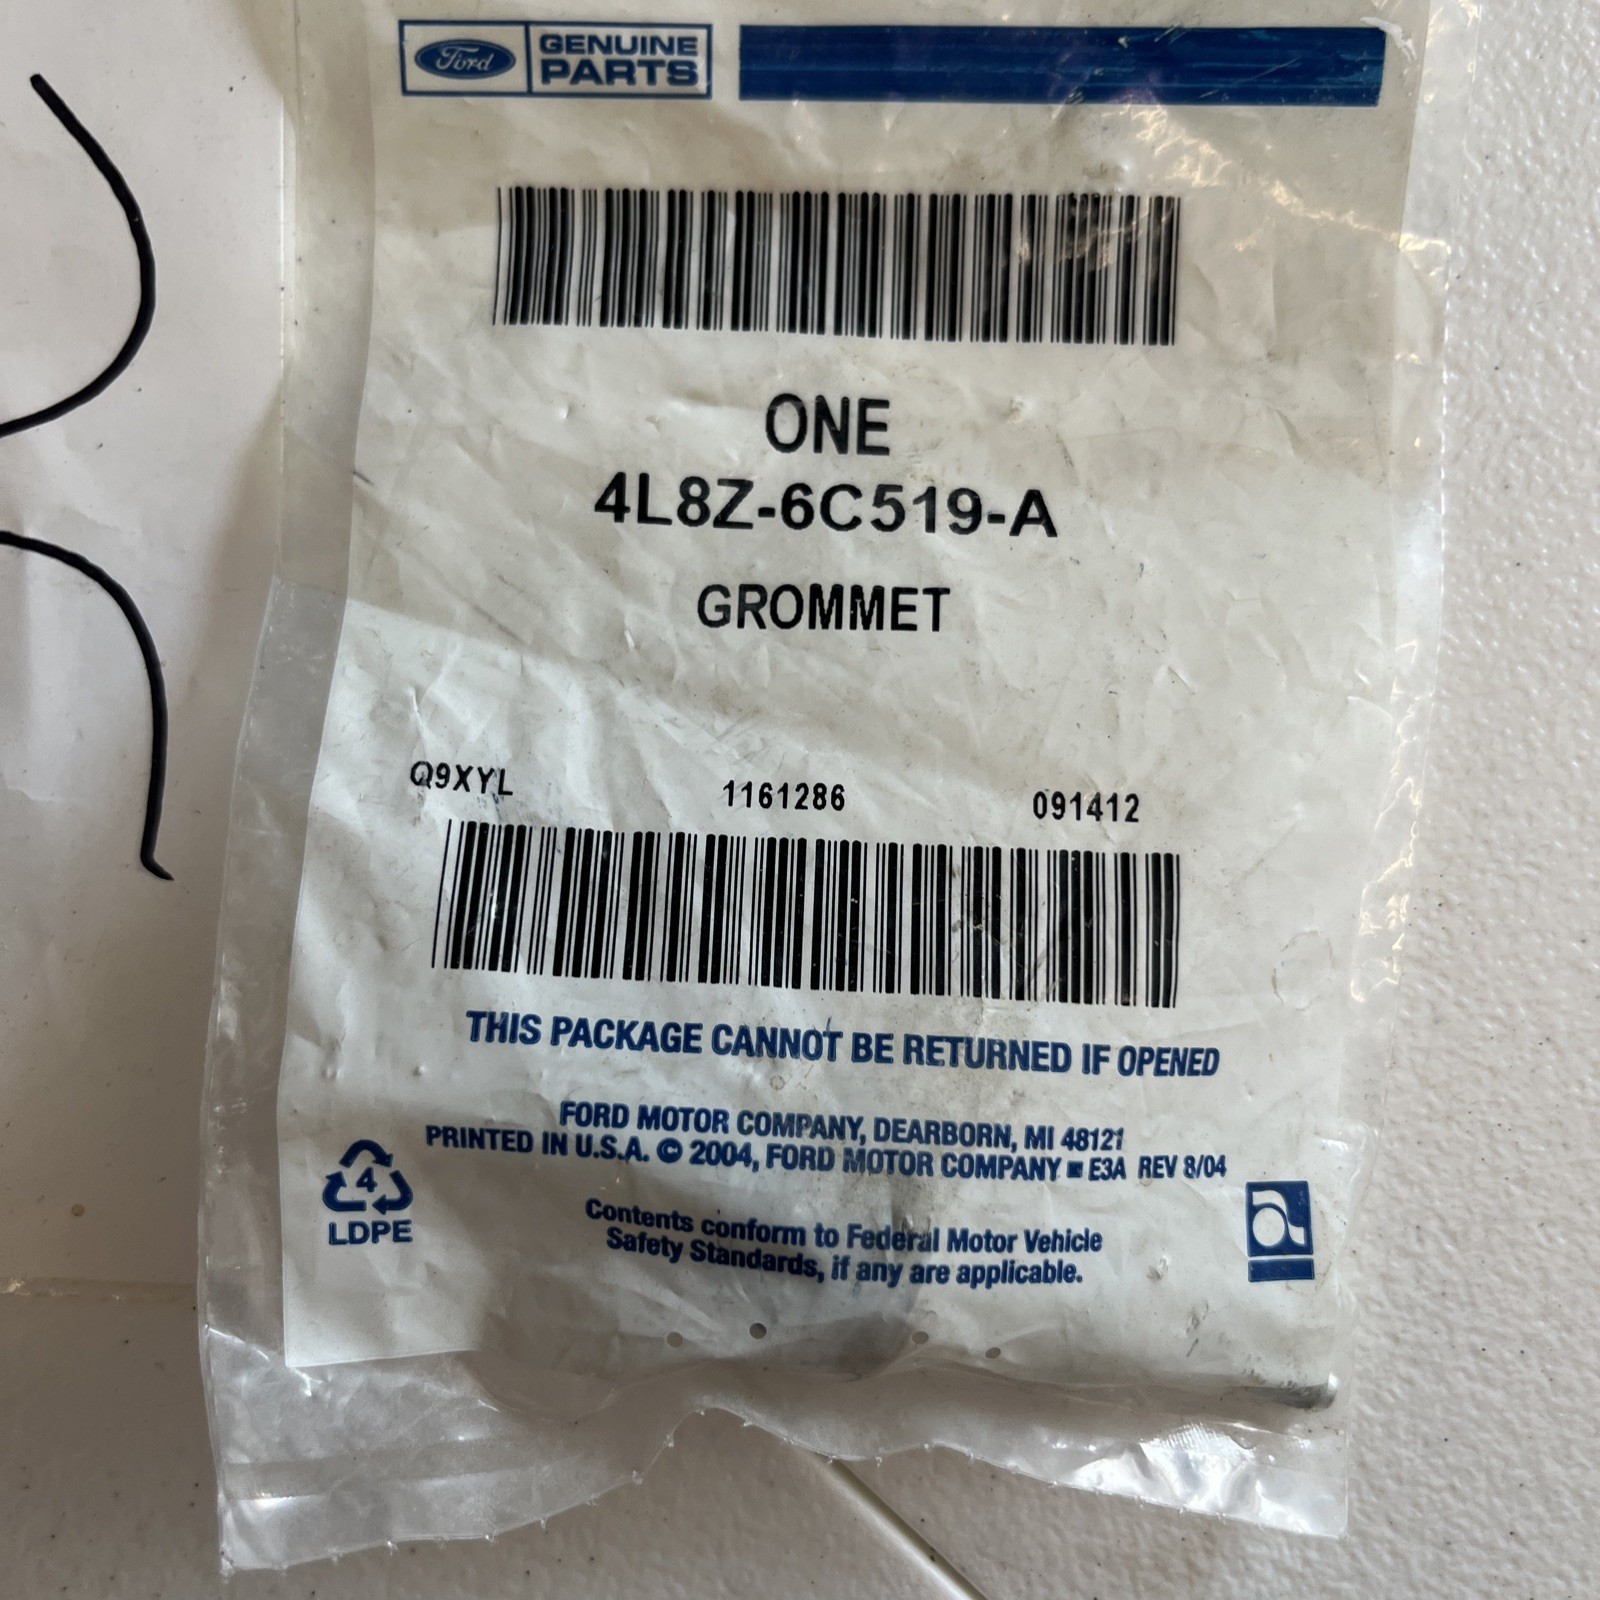 Ford GENUINE
PARTS
ONE
4L8Z-6C519-A
GROMMET
Q9XYL 1161286 091412
THIS PACKAGE CANNOT BE RETURNED IF OPENED
FORD MOTOR COMPANY, DEARBORN, MI 48121
PRINTED IN U.S.A. © 2004, FORD MOTOR COMPANY ■ E3A REV 8/04
4
LDPE
Contents conform to Federal Motor Vehicle
Safety Standards, if any are applicable.